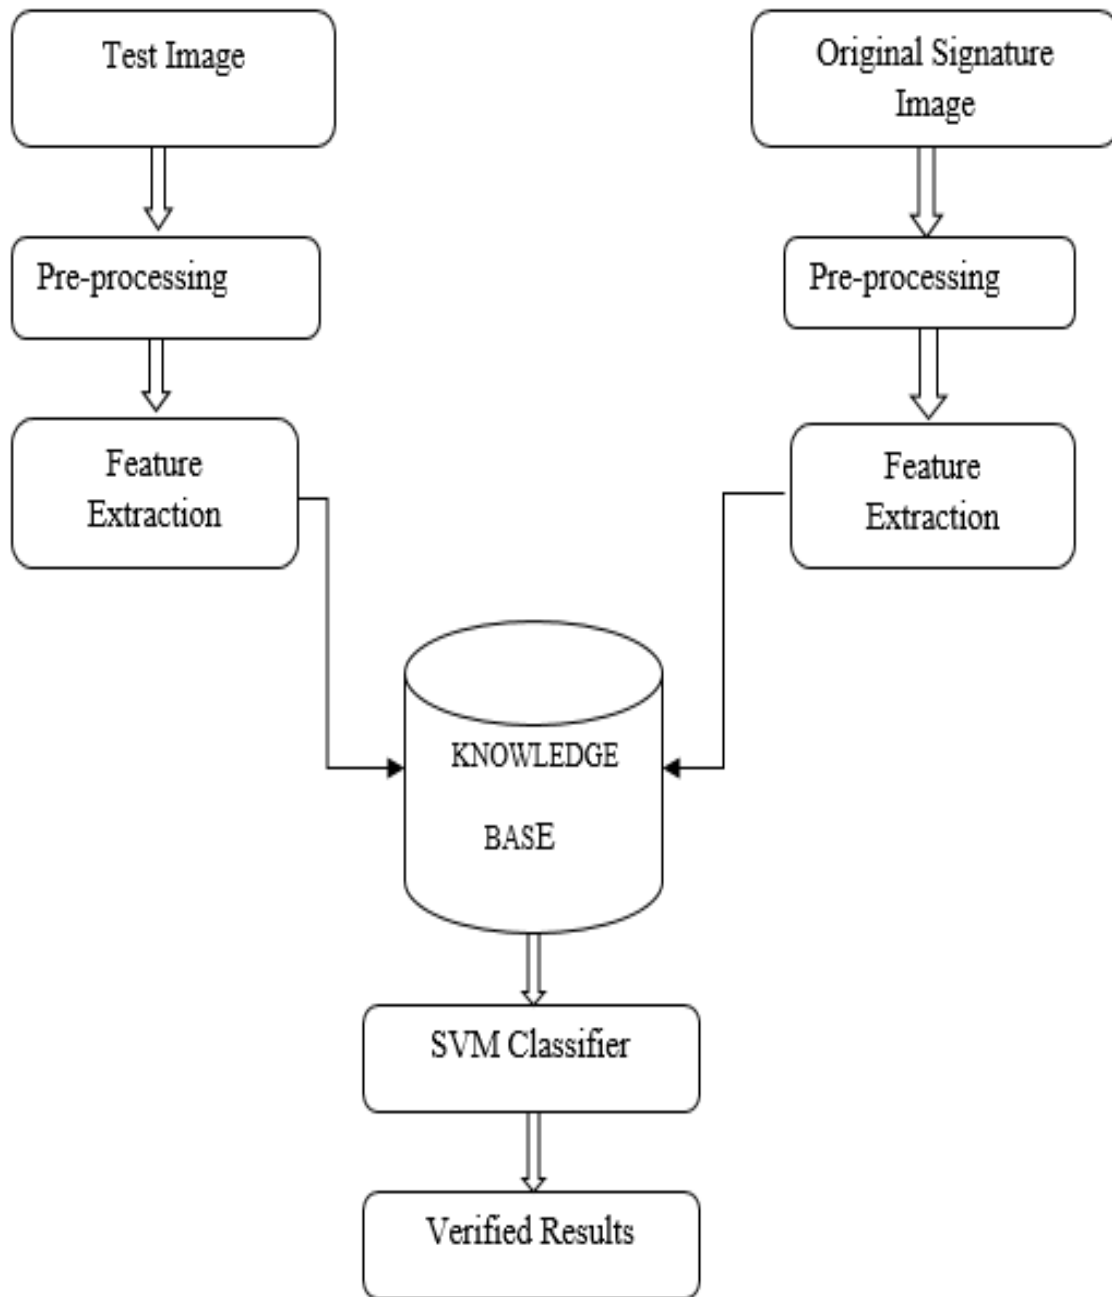 Test Image
Original Signature
Image
Pre-processing
Pre-processing
Feature
Extraction
Feature
Extraction
KNOWLEDGE
BASE
SVM Classifier
Verified Results